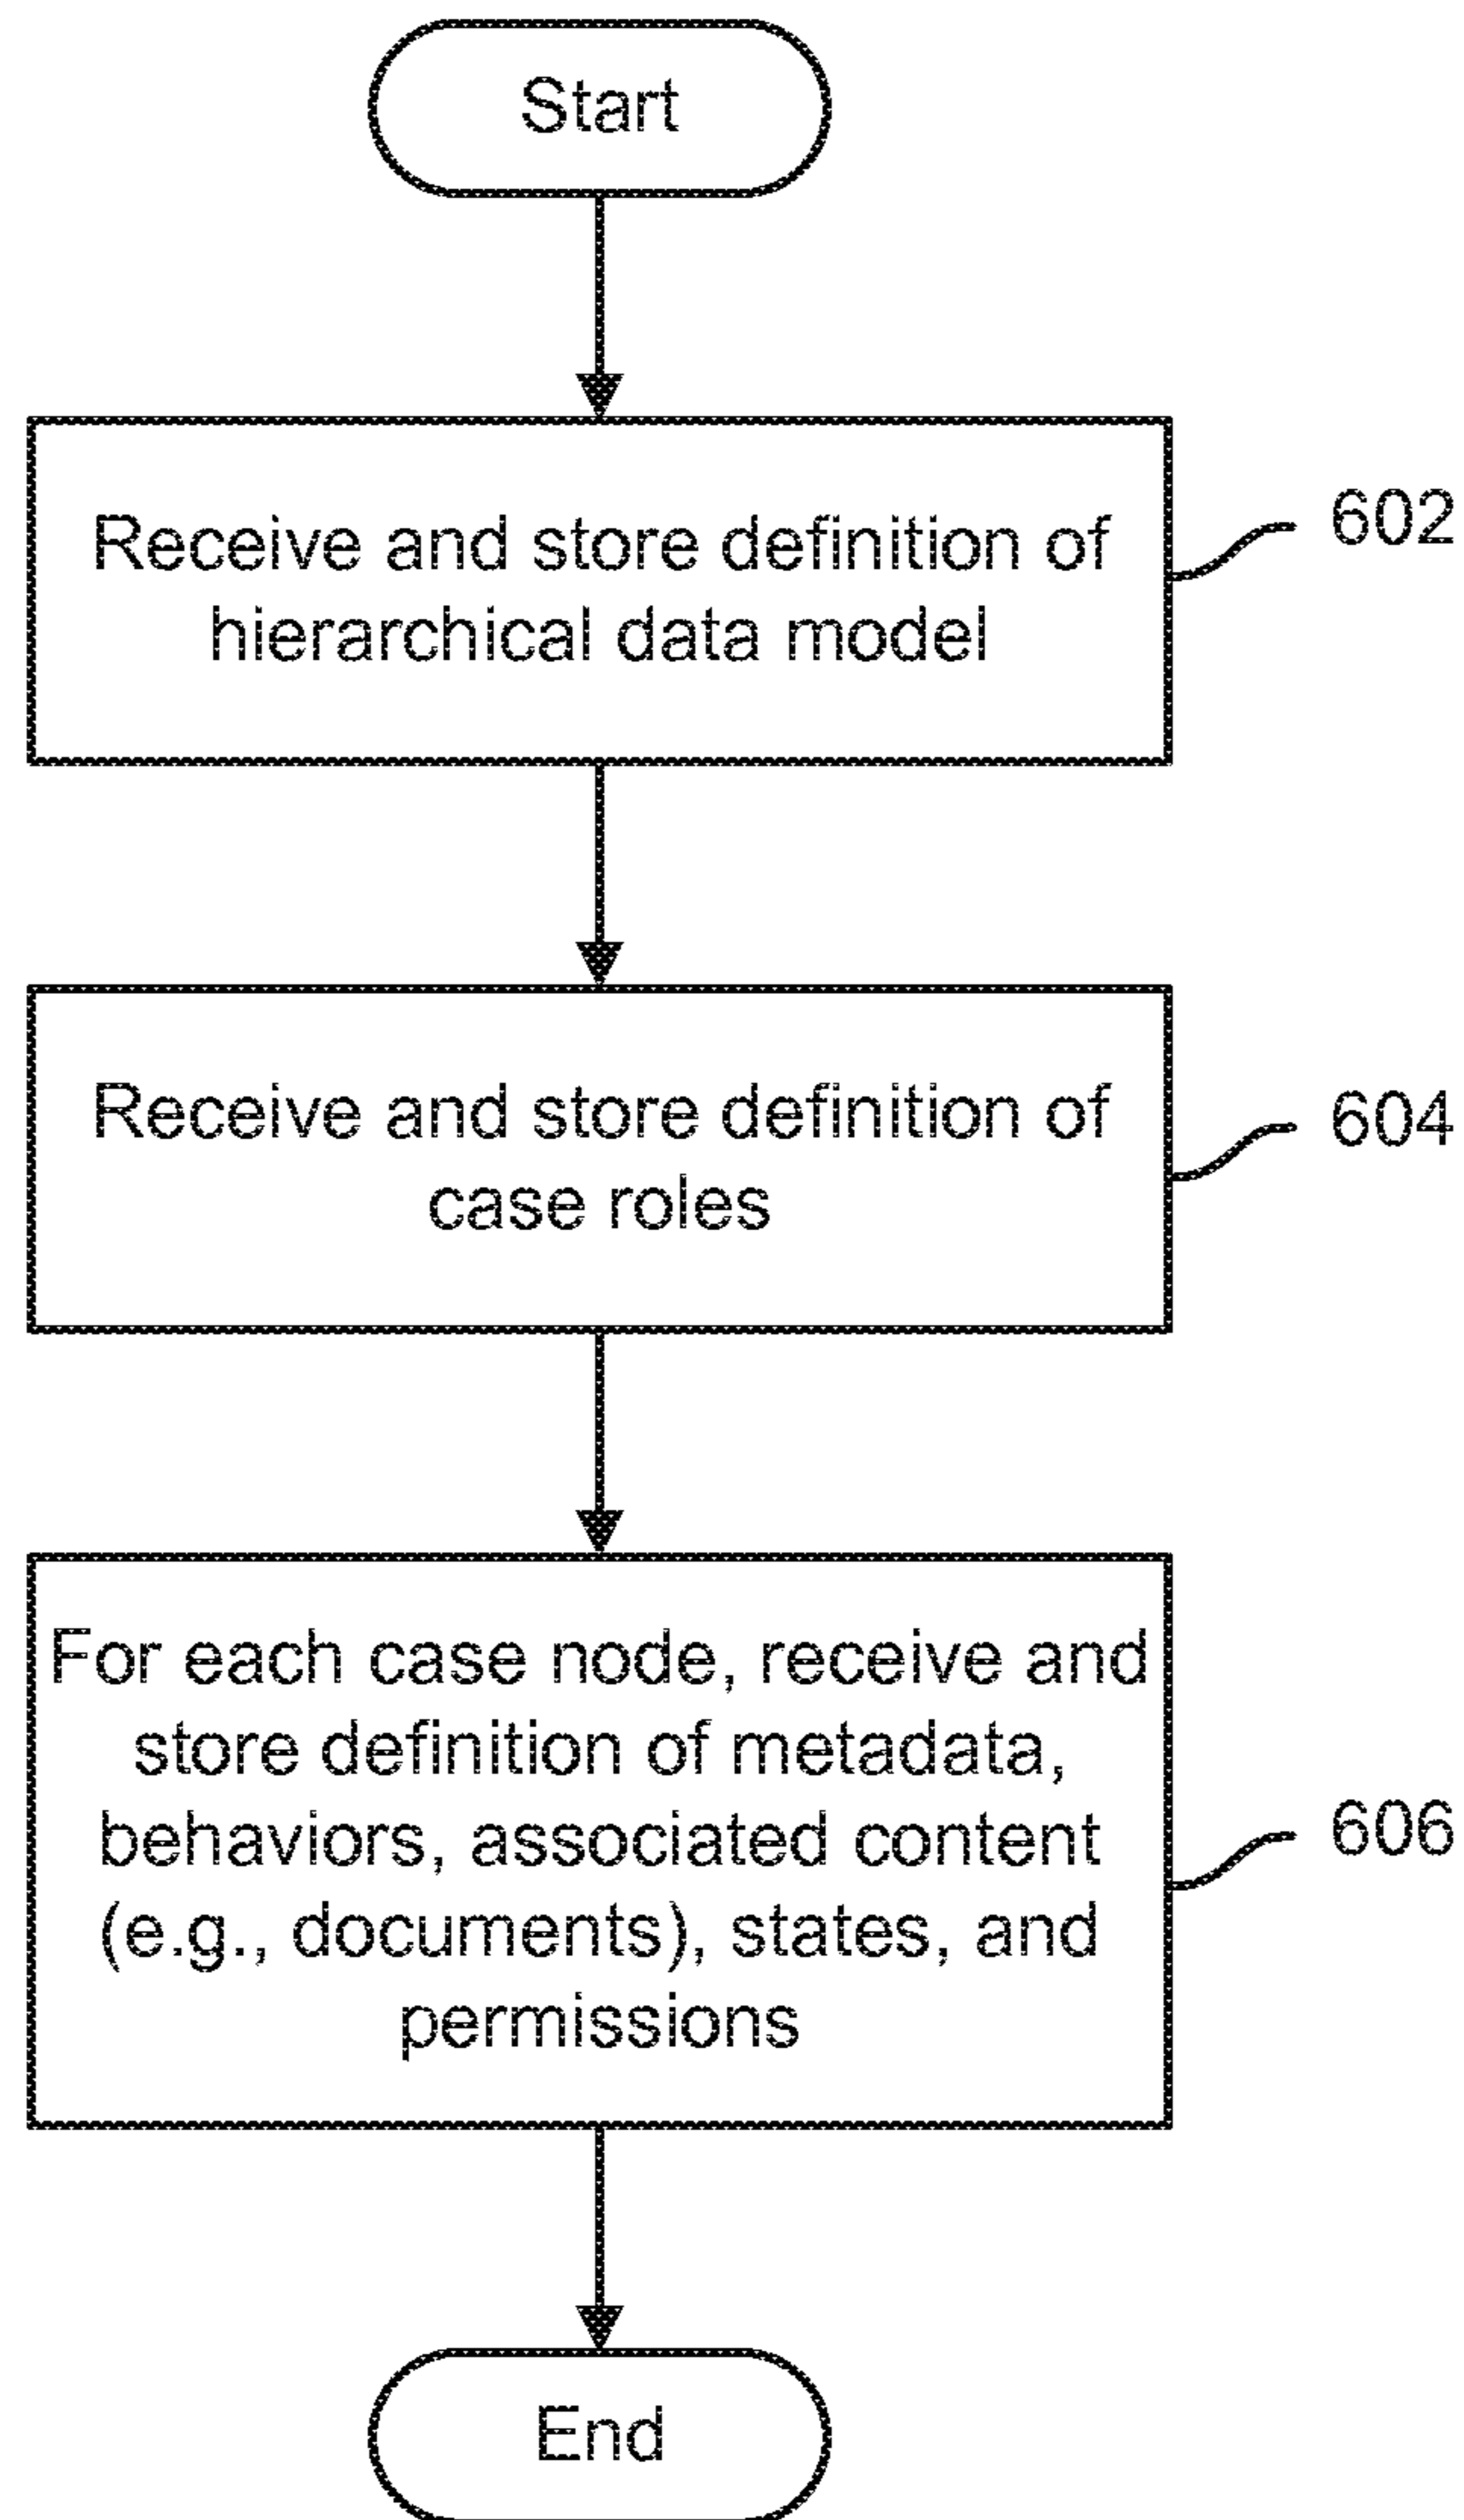 Start
Receive and store definition of
hierarchical data model
602
Receive and store definition of
case roles
604
For each case node, receive and
store definition of metadata,
behaviors, associated content
(e.g., documents), states, and
permissions
606
End